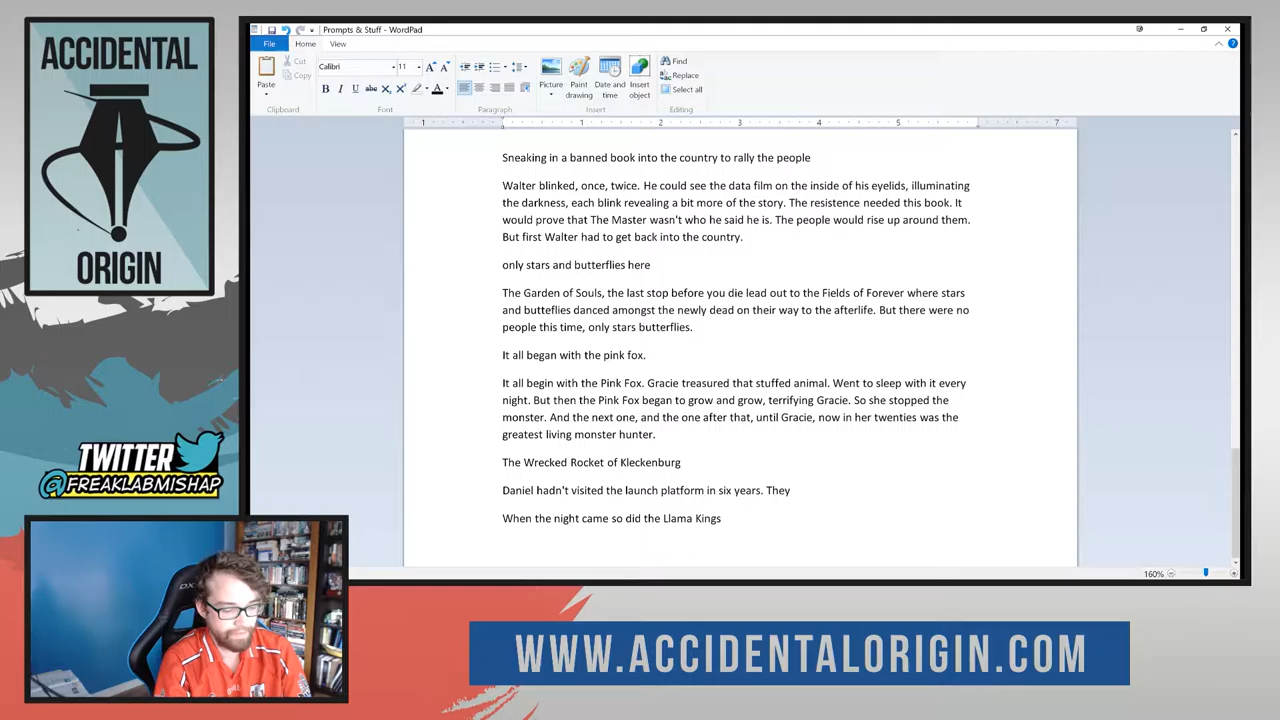 ACCIDENTAL
ORIGIN
TWITTER
@FREAKLABMISHAP
Prompts & Stuff - WordPad
File
Home
View
Paste
Cut
Copy
Clipboard
Calibri
11
Font
Paragraph
Picture
Paint
drawing
Date and
time
Insert
object
Insert
Find
Replace
Select all
Editing
1 1 2 3 4 5 7
Sneaking in a banned book into the country to rally the people
Walter blinked, once, twice. He could see the data film on the inside of his eyelids, illuminating
the darkness, each blink revealing a bit more of the story. The resistence needed this book. It
would prove that The Master wasn't who he said he is. The people would rise up around them.
But first Walter had to get back into the country.
only stars and butterflies here
The Garden of Souls, the last stop before you die lead out to the Fields of Forever where stars
and butteflies danced amongst the newly dead on their way to the afterlife. But there were no
people this time, only stars butterflies.
It all began with the pink fox.
It all begin with the Pink Fox. Gracie treasured that stuffed animal. Went to sleep with it every
night. But then the Pink Fox began to grow and grow, terrifying Gracie. So she stopped the
monster. And the next one, and the one after that, until Gracie, now in her twenties was the
greatest living monster hunter.
The Wrecked Rocket of Kleckenburg
Daniel hadn't visited the launch platform in six years. They
When the night came so did the Llama Kings
160%
WWW.ACCIDENTALORIGIN.COM